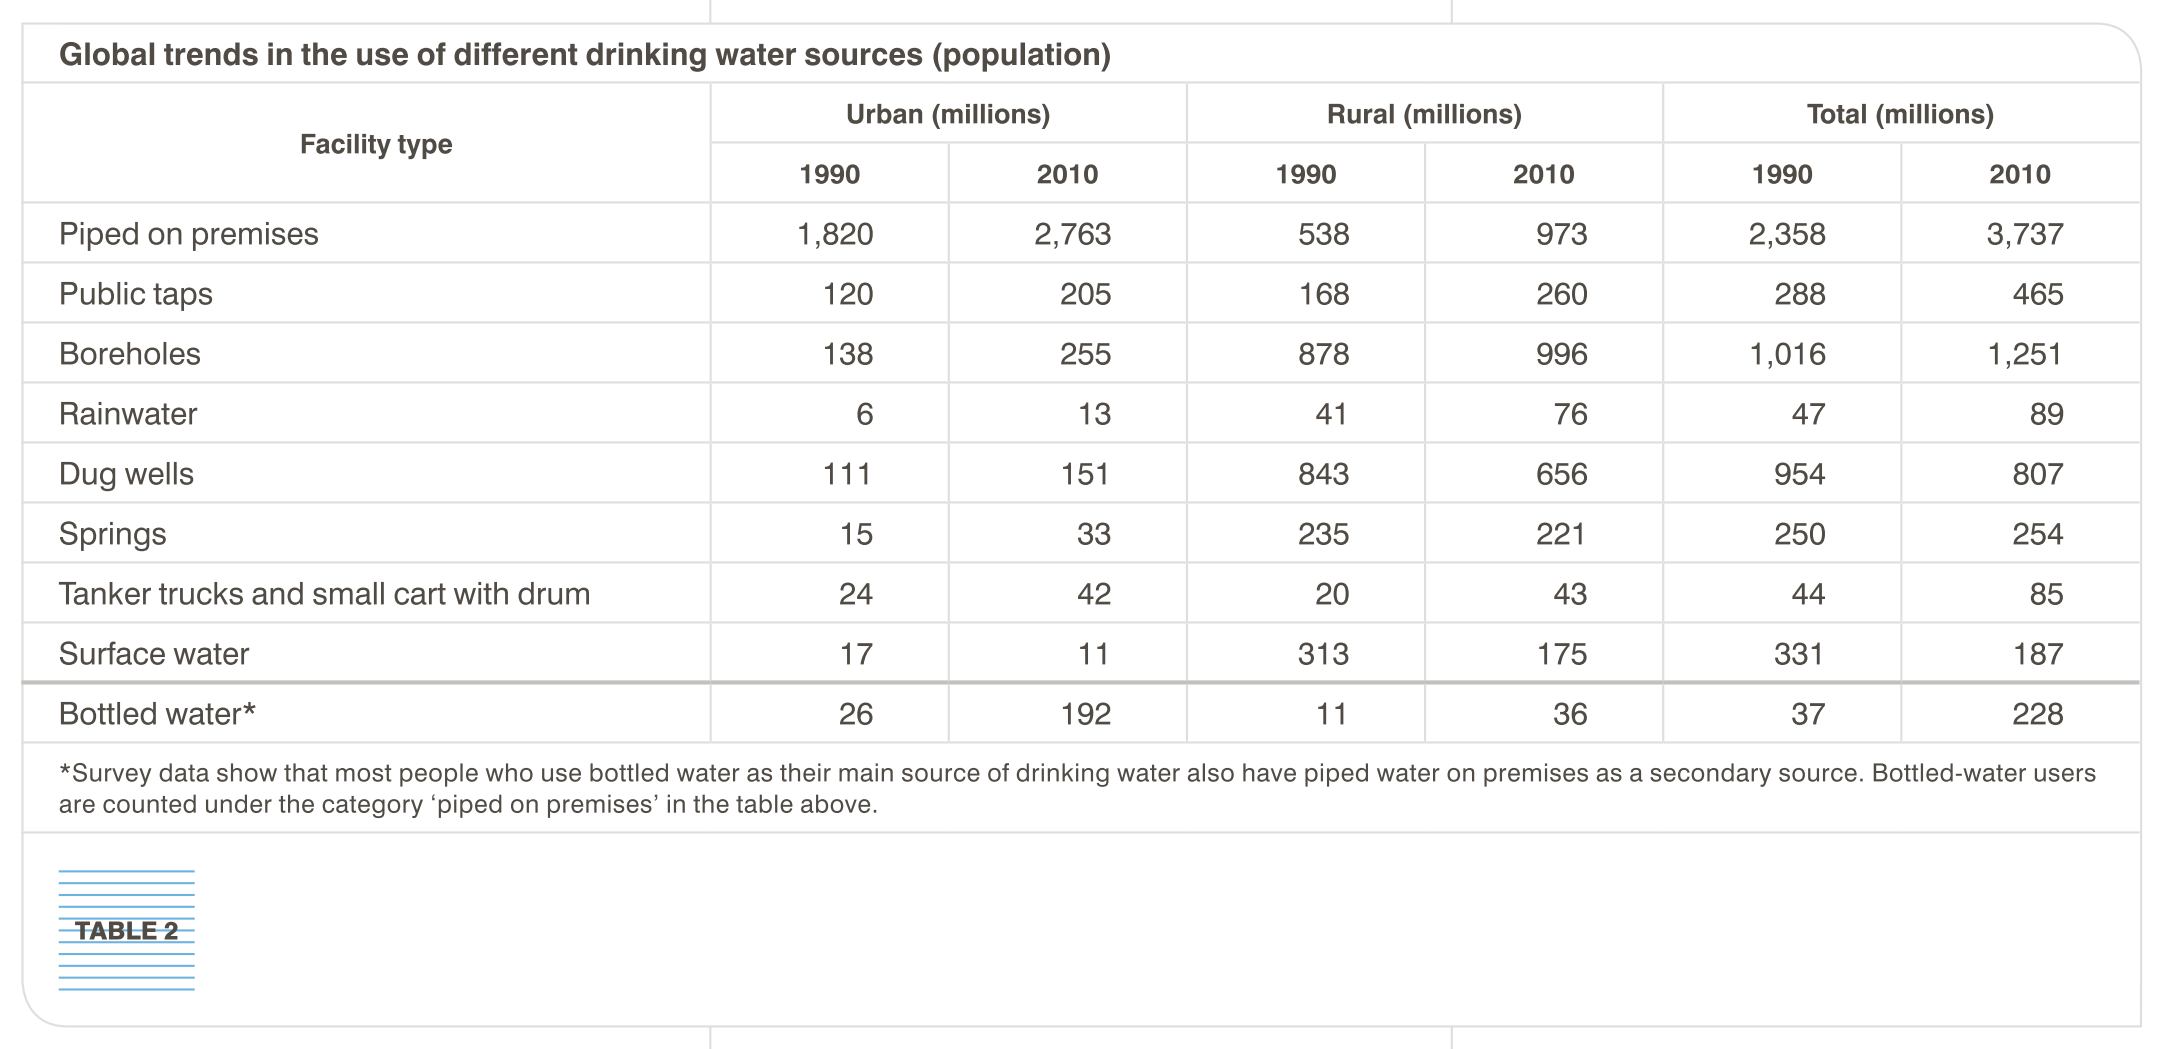 Global trends in the use of different drinking water sources (population)
Facility type Urban (millions) Rural (millions) Total (millions)
1990 2010 1990 2010 1990 2010
Piped on premises 1,820 2,763 538 973 2,358 3,737
Public taps 120 205 168 260 288 465
Boreholes 138 255 878 996 1,016 1,251
Rainwater 6 13 41 76 47 89
Dug wells 111 151 843 656 954 807
Springs 15 33 235 221 250 254
Tanker trucks and small cart with drum 24 42 20 43 44 85
Surface water 17 11 313 175 331 187
Bottled water* 26 192 11 36 37 228
*Survey data show that most people who use bottled water as their main source of drinking water also have piped water on premises as a secondary source. Bottled-water users
are counted under the category ‘piped on premises’ in the table above.
TABLE 2